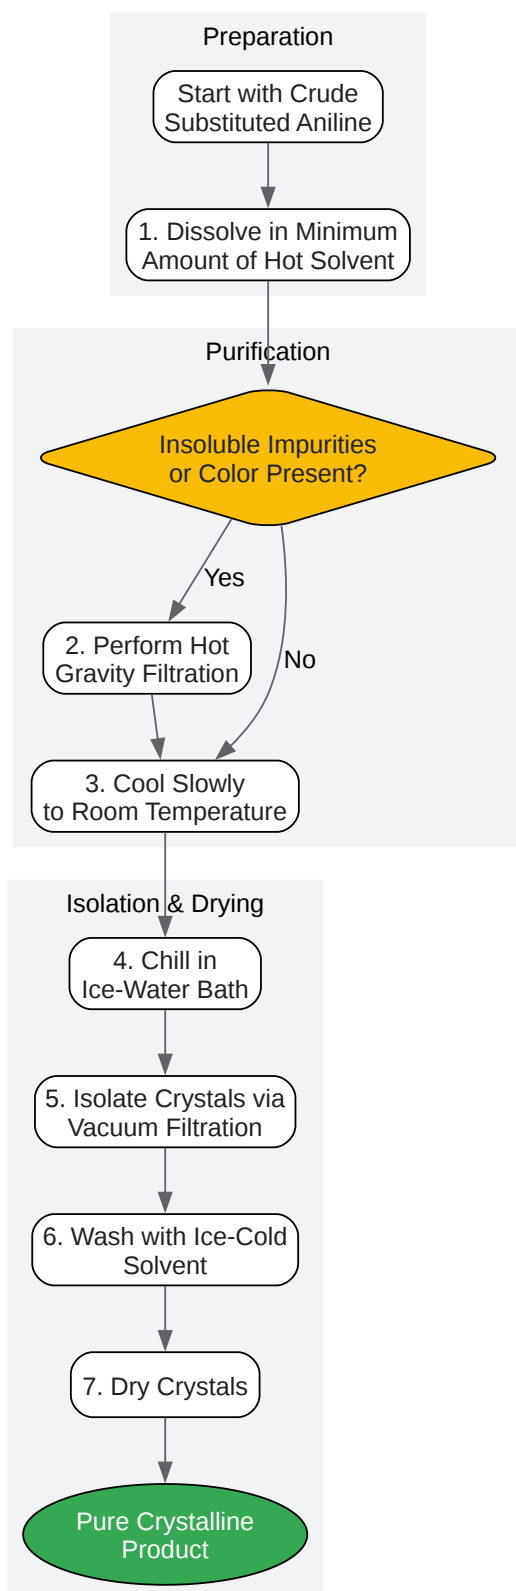 Preparation
Start with Crude
Substituted Aniline
1. Dissolve in Minimum
Amount of Hot Solvent
Purification
Insoluble Impurities
or Color Present?
Yes
2. Perform Hot
Gravity Filtration
No
3. Cool Slowly
to Room Temperature
Isolation & Drying
4. Chill in
Ice-Water Bath
5. Isolate Crystals via
Vacuum Filtration
6. Wash with Ice-Cold
Solvent
7. Dry Crystals
Pure Crystalline
Product